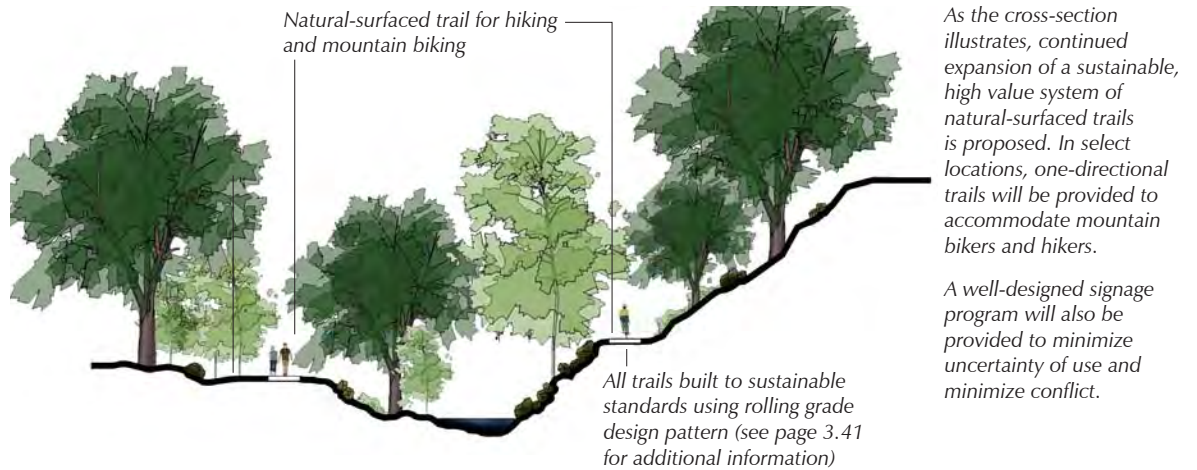 Natural-surfaced trail for hiking
and mountain biking
As the cross-section
illustrates, continued
expansion of a sustainable,
high value system of
natural-surfaced trails
is proposed. In select
locations, one-directional
trails will be provided to
accommodate mountain
bikers and hikers.
A well-designed signage
program will also be
provided to minimize
uncertainty of use and
minimize conflict.
All trails built to sustainable
standards using rolling grade
design pattern (see page 3.41
for additional information)